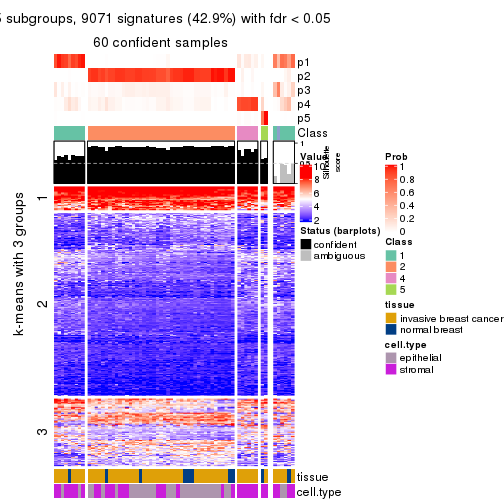 5 subgroups, 9071 signatures (42.9%) with fdr < 0.05
60 confident samples
p1
p2
p3
p4
p5
Class
1
0.5
Silhouette
score
k-means with 3 groups
1
2
3
tissue
cell.type
Value
10
8
6
4
2
Status (barplots)
confident
ambiguous
Prob
1
0.8
0.6
0.4
0.2
0
Class
1
2
4
5
tissue
invasive breast cancer
normal breast
cell.type
epithelial
stromal